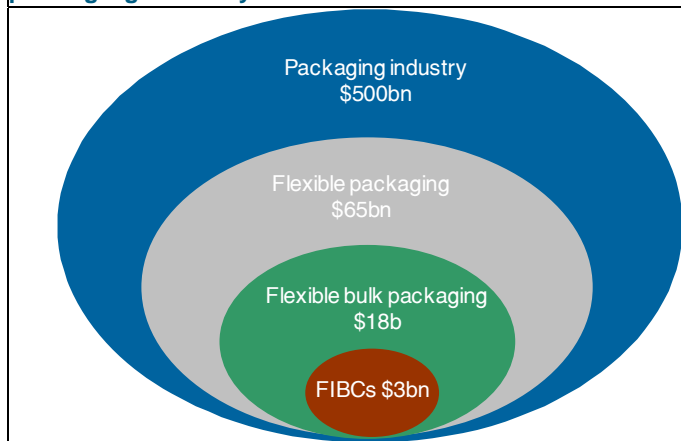 Packaging industry
$500bn
Flexible packaging
$65bn
Flexible bulk packaging
$18b
FIBCs $3bn